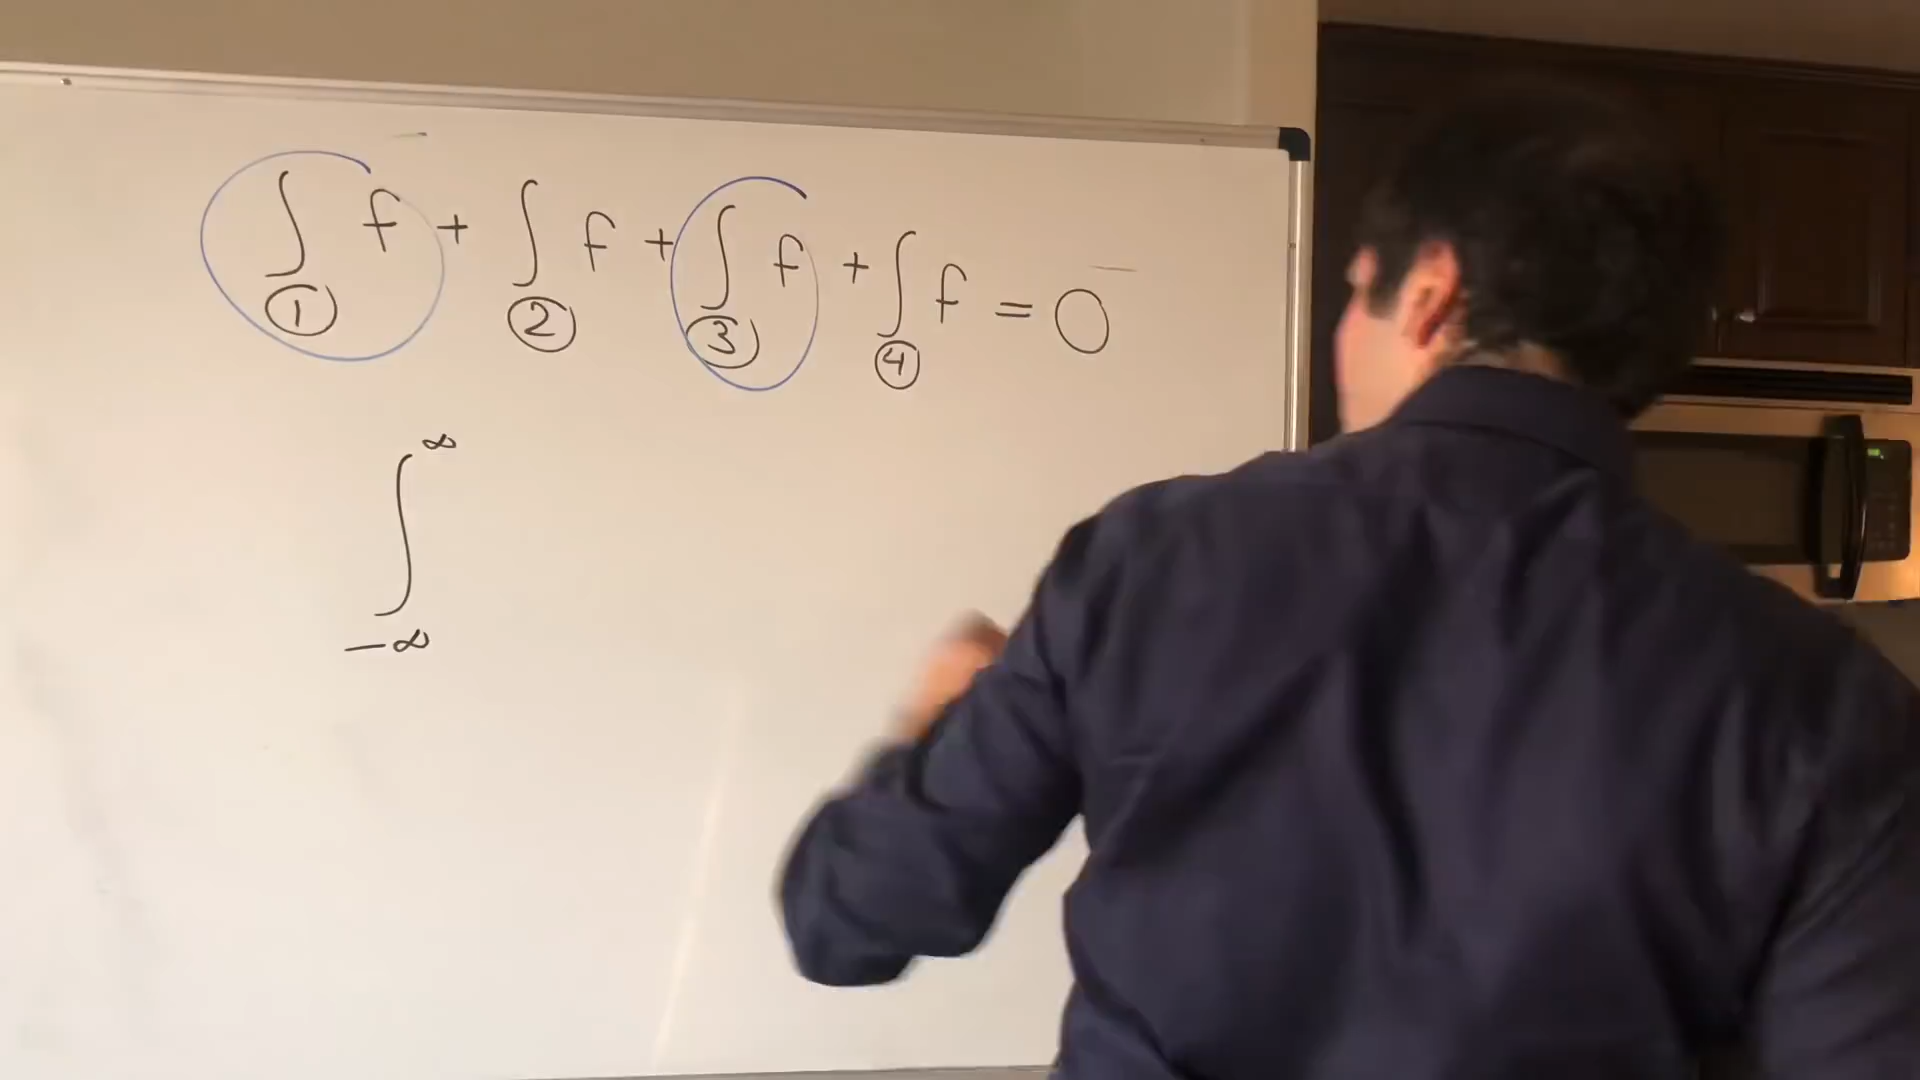 ∫① f + ∫② f + ∫③ f + ∫④ f = 0
∫_{-∞}^{∞}